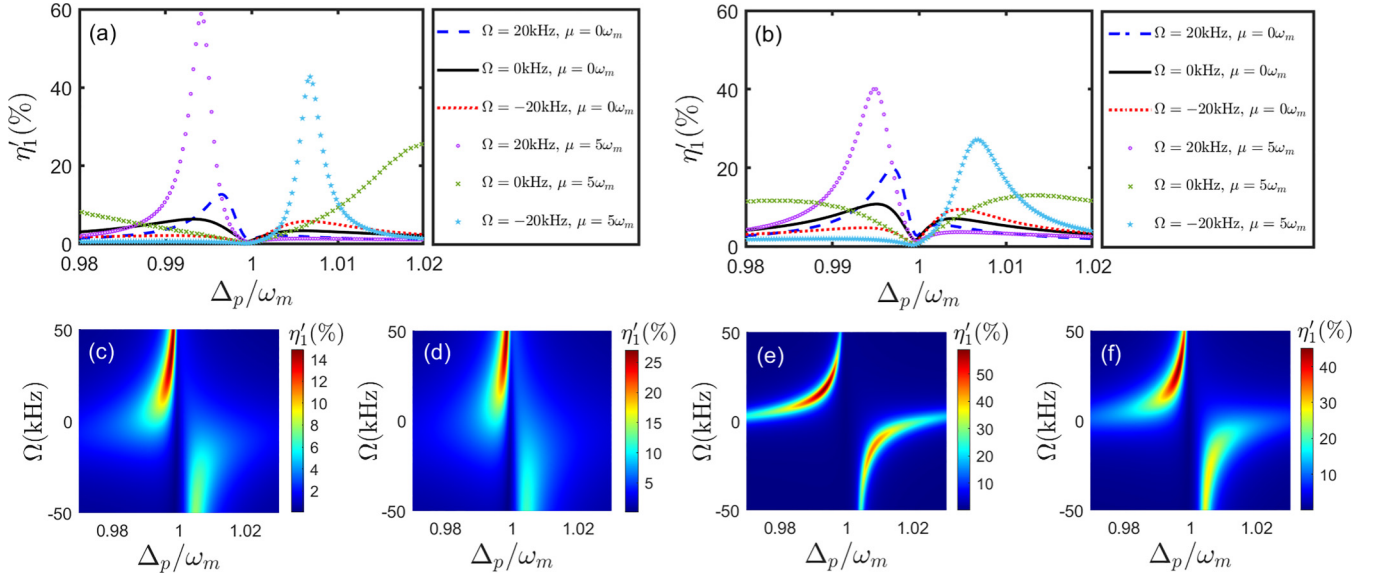 (a)
60
40
20
0
η′₁(%)
0.98 0.99 1 1.01 1.02
Δₚ/ωₘ
Ω = 20kHz, μ = 0ωₘ
Ω = 0kHz, μ = 0ωₘ
Ω = −20kHz, μ = 0ωₘ
Ω = 20kHz, μ = 5ωₘ
Ω = 0kHz, μ = 5ωₘ
Ω = −20kHz, μ = 5ωₘ
(b)
60
40
20
0
η′₁(%)
0.98 0.99 1 1.01 1.02
Δₚ/ωₘ
Ω = 20kHz, μ = 0ωₘ
Ω = 0kHz, μ = 0ωₘ
Ω = −20kHz, μ = 0ωₘ
Ω = 20kHz, μ = 5ωₘ
Ω = 0kHz, μ = 5ωₘ
Ω = −20kHz, μ = 5ωₘ
(c)
50
0
-50
Ω(kHz)
0.98 1 1.02
Δₚ/ωₘ
η′₁(%)
14
12
10
8
6
4
2
(d)
50
0
-50
Ω(kHz)
0.98 1 1.02
Δₚ/ωₘ
η′₁(%)
25
20
15
10
5
(e)
50
0
-50
Ω(kHz)
0.98 1 1.02
Δₚ/ωₘ
η′₁(%)
50
40
30
20
10
(f)
50
0
-50
Ω(kHz)
0.98 1 1.02
Δₚ/ωₘ
η′₁(%)
40
30
20
10